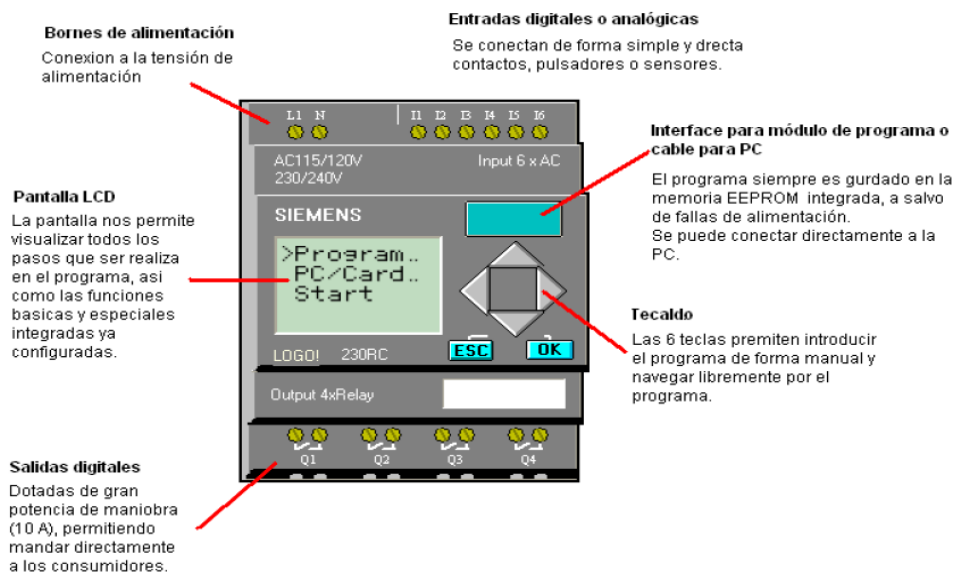 Bornes de alimentación
Conexion a la tensión de
alimentación
Entradas digitales o analógicas
Se conectan de forma simple y drecta
contactos, pulsadores o sensores.
L1 N
I1 I2 I3 I4 I5 I6
AC115/120V
230/240V
Input 6 x AC
Interface para módulo de programa o
cable para PC
El programa siempre es gurdado en la
memoria EEPROM integrada, a salvo
de fallas de alimentación.
Se puede conectar directamente a la
PC.
Pantalla LCD
La pantalla nos permite
visualizar todos los
pasos que ser realiza
en el programa, asi
como las funciones
basicas y especiales
integradas ya
configuradas.
SIEMENS
>Program..
PC/Card..
Start
LOGO! 230RC
ESC
OK
Tecaldo
Las 6 teclas premiten introducir
el programa de forma manual y
navegar libremente por el
programa.
Output 4xRelay
Q1 Q2 Q3 Q4
Salidas digitales
Dotadas de gran
potencia de maniobra
(10 A), permitiendo
mandar directamente
a los consumidores.